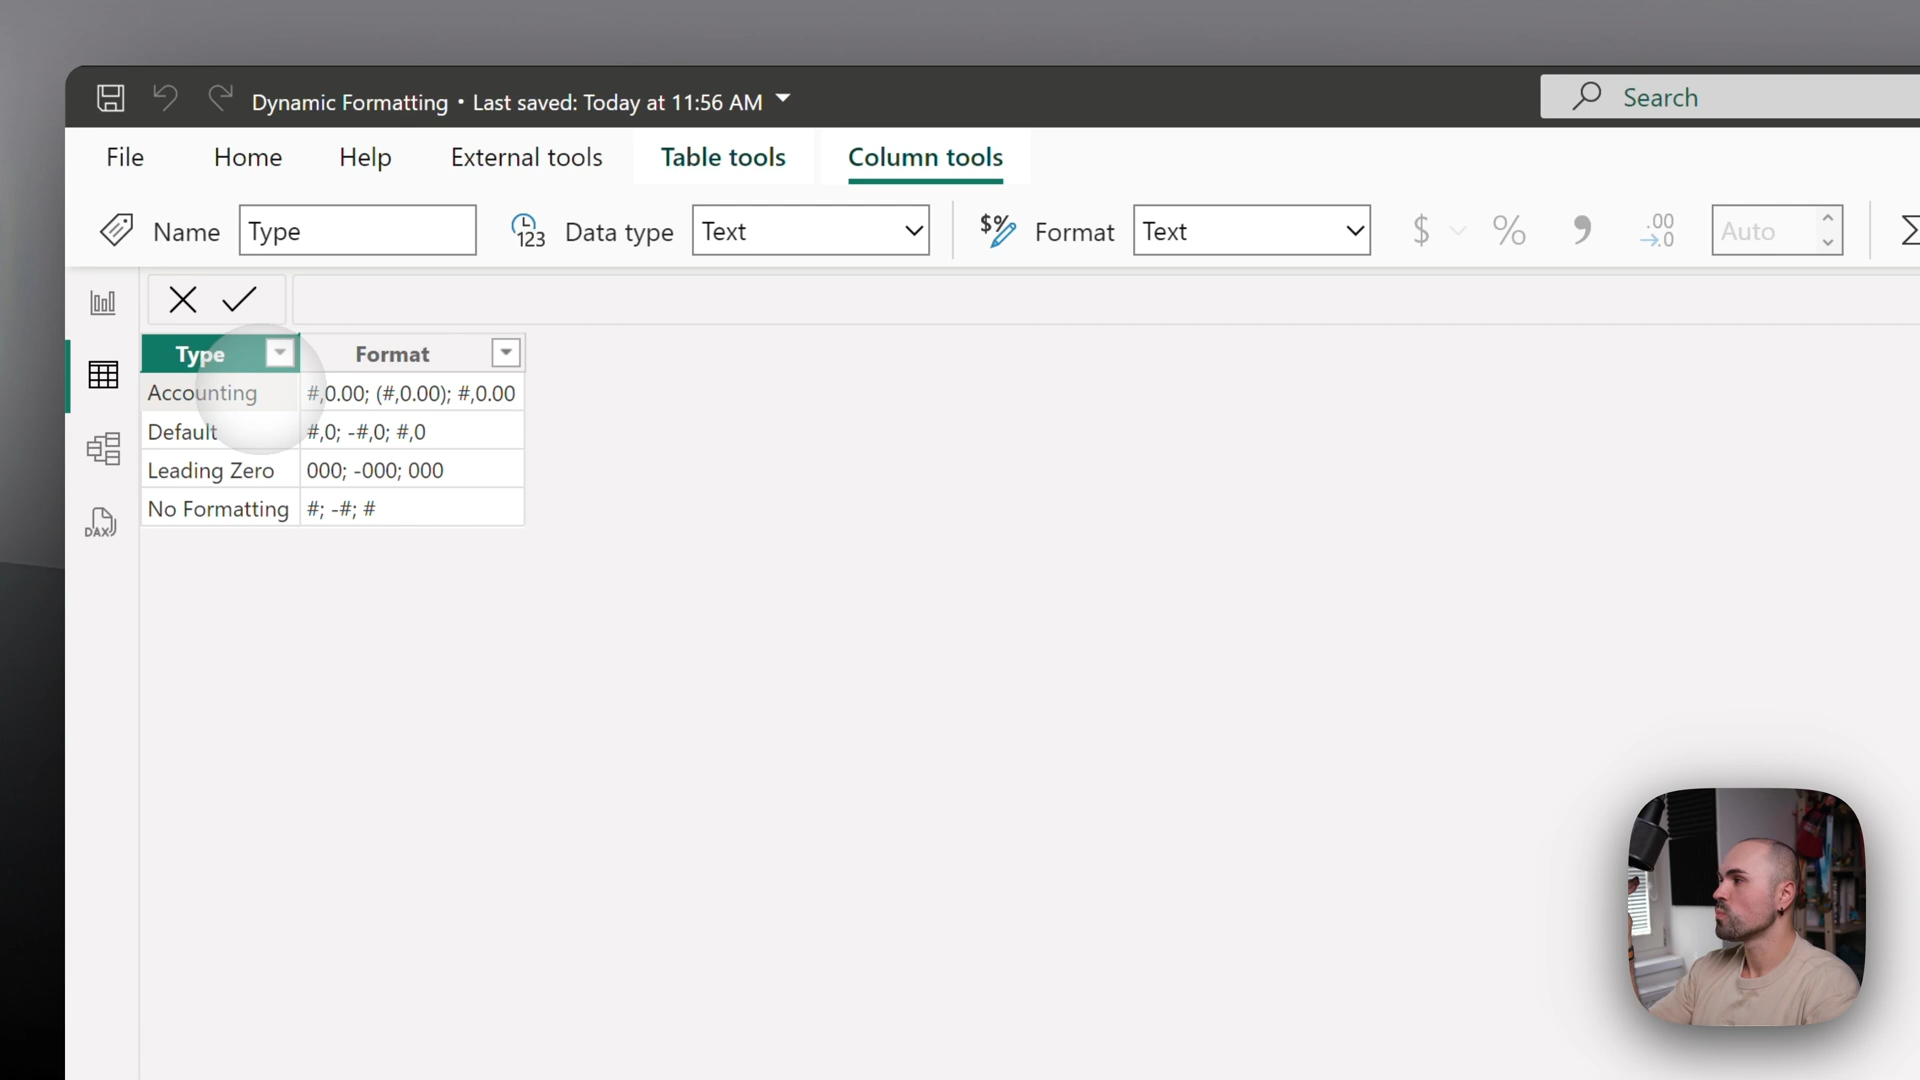 Dynamic Formatting • Last saved: Today at 11:56 AM
Search
File Home Help External tools Table tools Column tools
Name Type Data type Text Format Text $ % , .00 .0 Auto
Type Format
Accounting #,0.00; (#,0.00); #,0.00
Default #,0; -#,0; #,0
Leading Zero 000; -000; 000
No Formatting #; -#; #
DAX